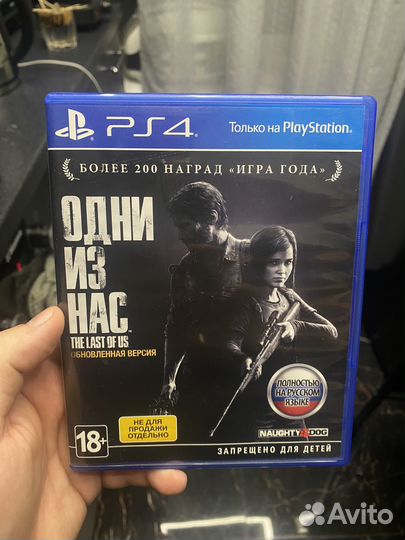 PS4
Только на PlayStation.
БОЛЕЕ 200 НАГРАД «ИГРА ГОДА»
ОДНИ
ИЗ
НАС
THE LAST OF US
ОБНОВЛЕННАЯ ВЕРСИЯ
ПОЛНОСТЬЮ
НА РУССКОМ
ЯЗЫКЕ
НЕ ДЛЯ
ПРОДАЖИ
ОТДЕЛЬНО
18+
NAUGHTY DOG
ЗАПРЕЩЕНО ДЛЯ ДЕТЕЙ
Avito